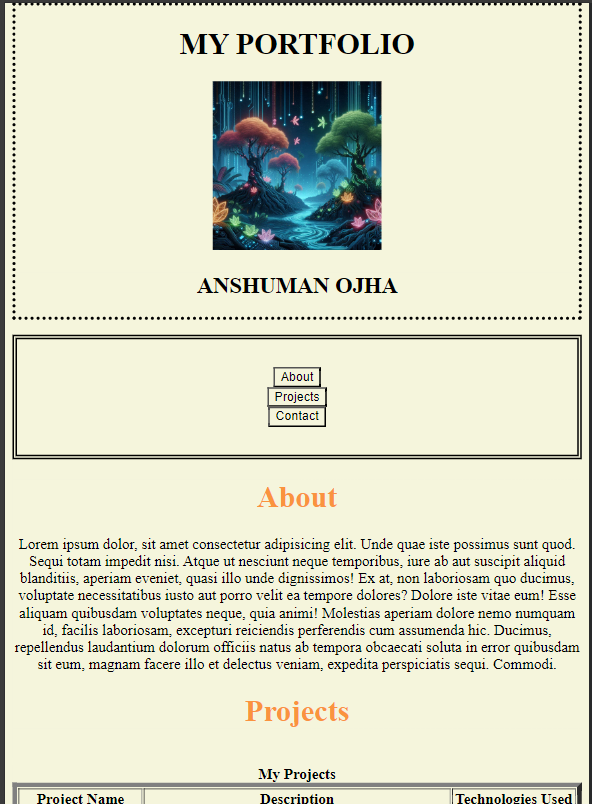 MY PORTFOLIO
ANSHUMAN OJHA
About
Projects
Contact
About
Lorem ipsum dolor, sit amet consectetur adipisicing elit. Unde quae iste possimus sunt quod.
Sequi totam impedit nisi. Atque ut nesciunt neque temporibus, iure ab aut suscipit aliquid
blanditiis, aperiam eveniet, quasi illo unde dignissimos! Ex at, non laboriosam quo ducimus,
voluptate necessitatibus iusto aut porro velit ea tempore dolores? Dolore iste vitae eum! Esse
aliquam quibusdam voluptates neque, quia animi! Molestias aperiam dolore nemo numquam
id, facilis laboriosam, excepturi reiciendis perferendis cum assumenda hic. Ducimus,
repellendus laudantium dolorum officiis natus ab tempora obcaecati soluta in error quibusdam
sit eum, magnam facere illo et delectus veniam, expedita perspiciatis sequi. Commodi.
Projects
My Projects
Project Name Description Technologies Used